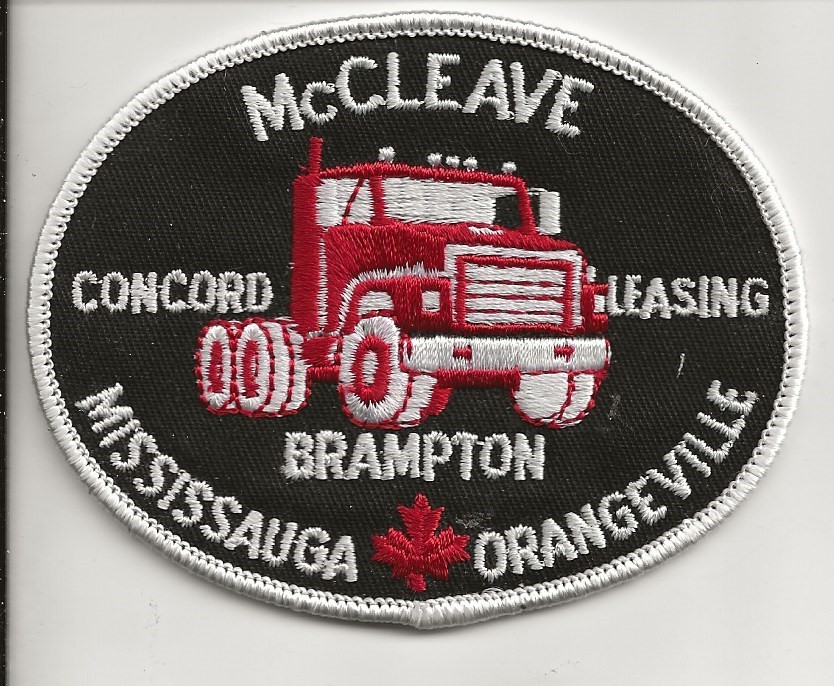 McCLEAVE
CONCORD LEASING
BRAMPTON
MISSISSAUGA ORANGEVILLE